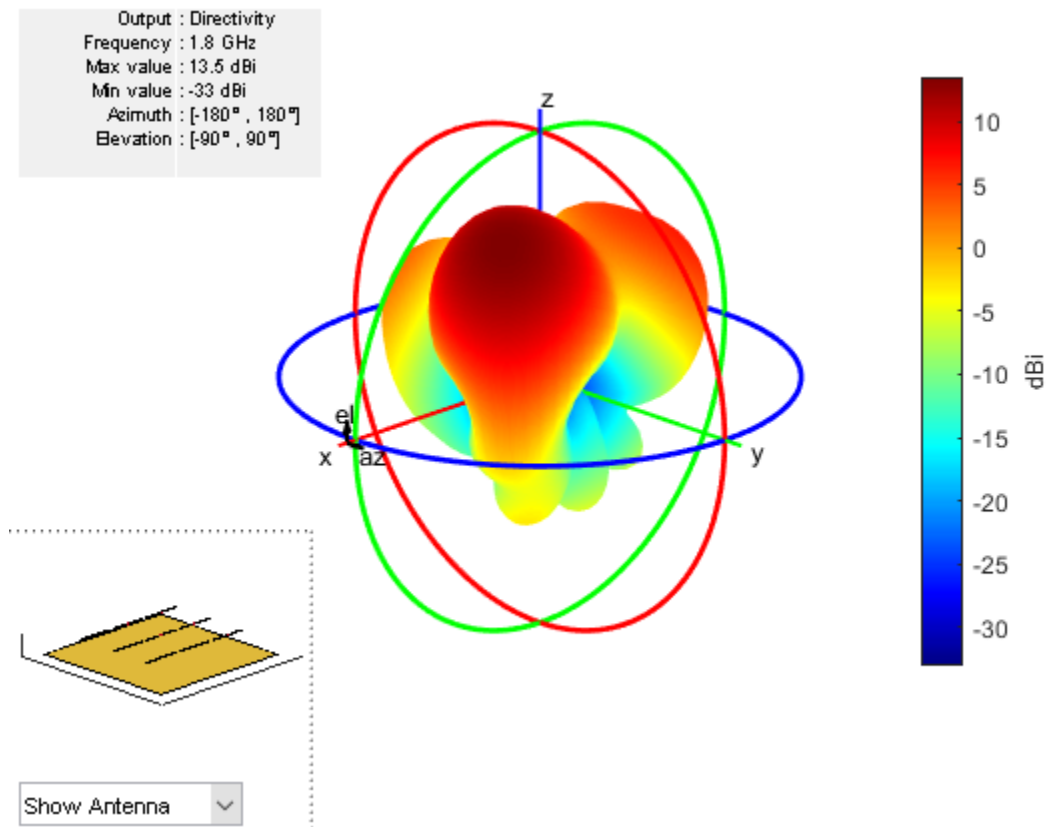 Output : Directivity
Frequency : 1.8 GHz
Max value : 13.5 dBi
Min value : -33 dBi
Azimuth : [-180° , 180°]
Elevation : [-90° , 90°]
z
10
5
0
-5
-10
-15
-20
-25
-30
dBi
el
x
az
y
Show Antenna